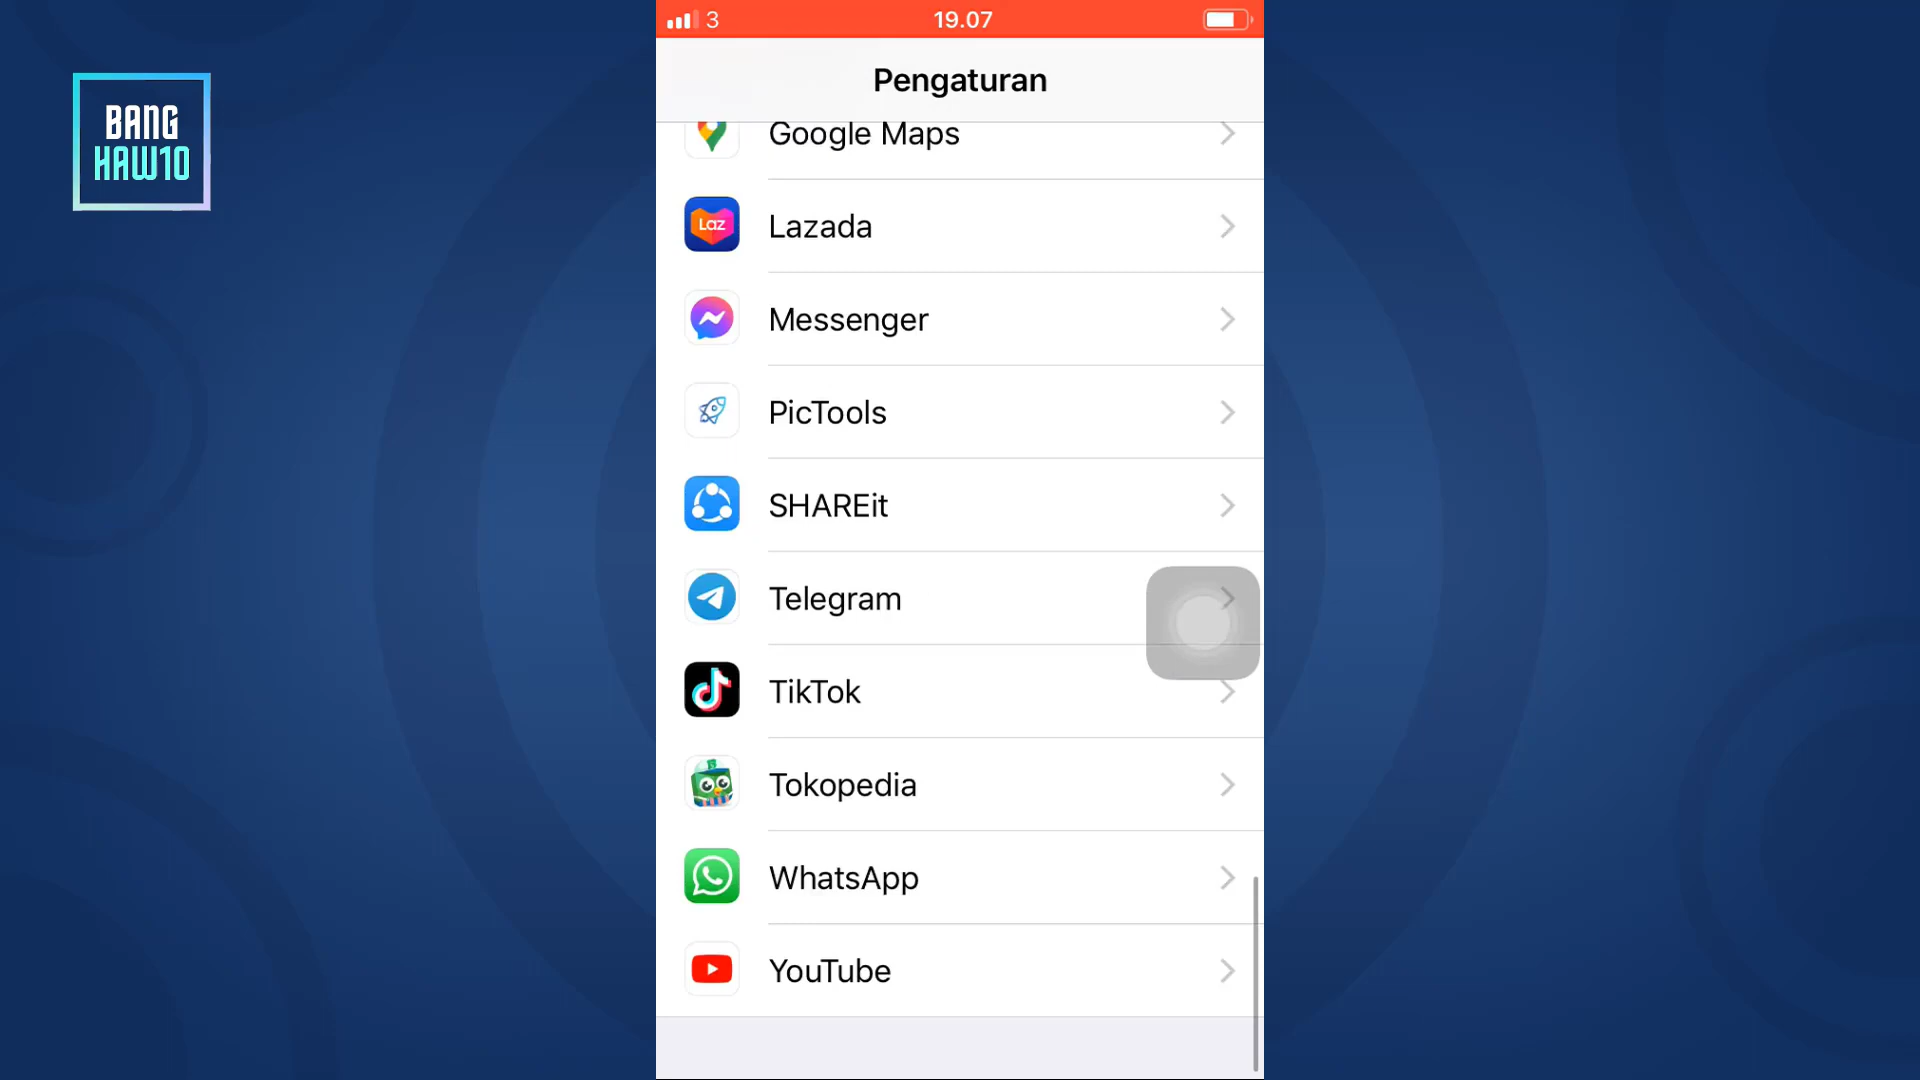 BANG
HAW10
3
19.07
Pengaturan
Google Maps
Laz
Lazada
Messenger
PicTools
SHAREit
Telegram
TikTok
Tokopedia
WhatsApp
YouTube